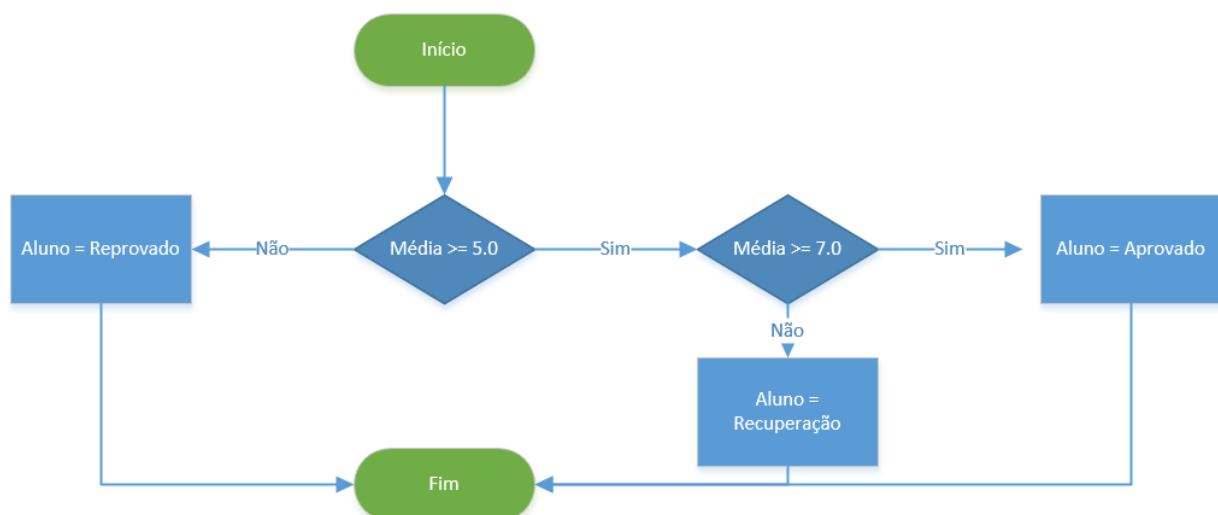 Início
Aluno = Reprovado
Não
Média >= 5.0
Sim
Média >= 7.0
Sim
Aluno = Aprovado
Não
Aluno =
Recuperação
Fim